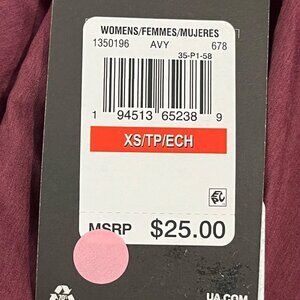 WOMENS/FEMMES/MUJERES
1350196 AVY 678
35-P1-58
1 94513 65238 9
XS/TP/ECH
MSRP $25.00
UA.COM